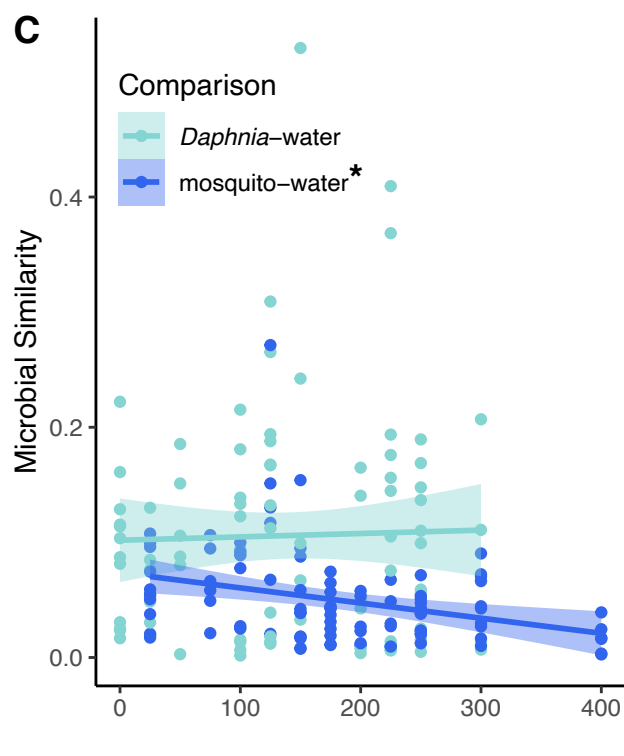 C
Comparison
Daphnia–water
mosquito–water*
Microbial Similarity
0.4
0.2
0.0
0 100 200 300 400